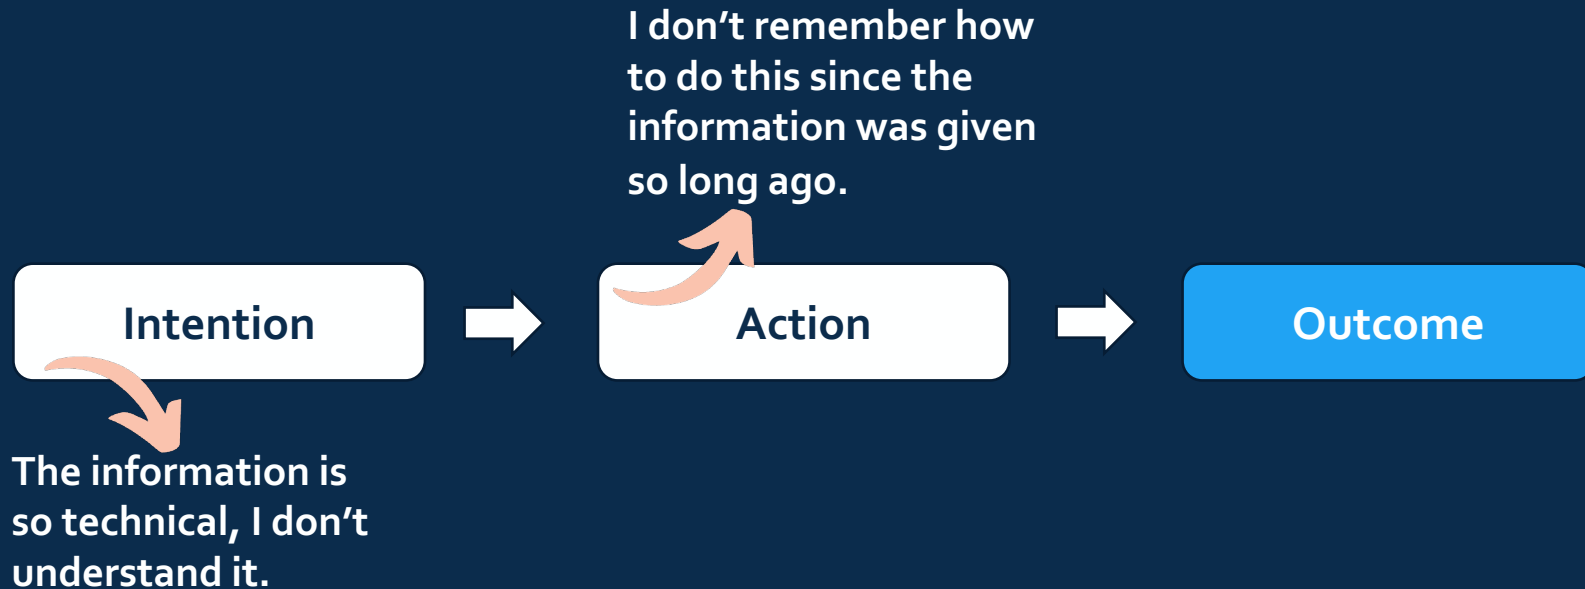 I don’t remember how
to do this since the
information was given
so long ago.
Intention
Action
Outcome
The information is
so technical, I don’t
understand it.